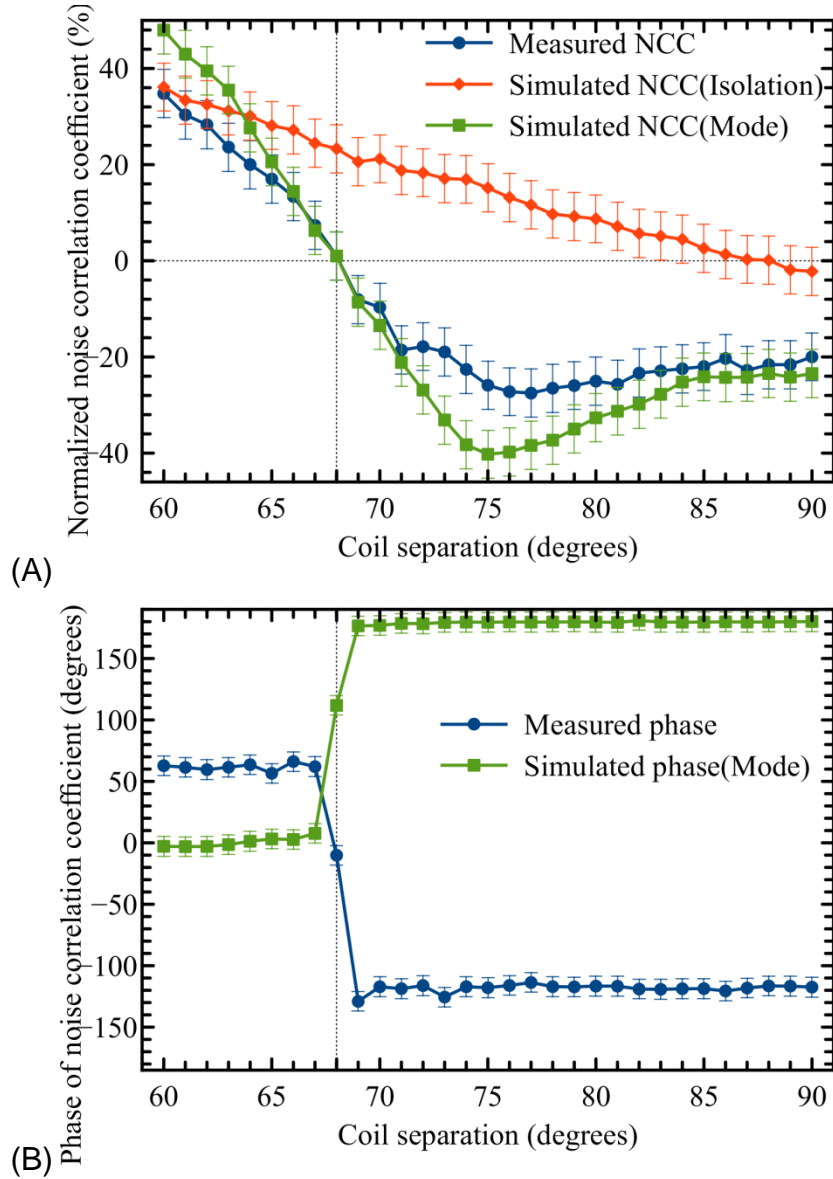 Normalized noise correlation coefficient (%)
40
20
0
−20
−40
Measured NCC
Simulated NCC(Isolation)
Simulated NCC(Mode)
60 65 70 75 80 85 90
Coil separation (degrees)
(A)
Phase of noise correlation coefficient (degrees)
150
100
50
0
−50
−100
−150
Measured phase
Simulated phase(Mode)
60 65 70 75 80 85 90
Coil separation (degrees)
(B)